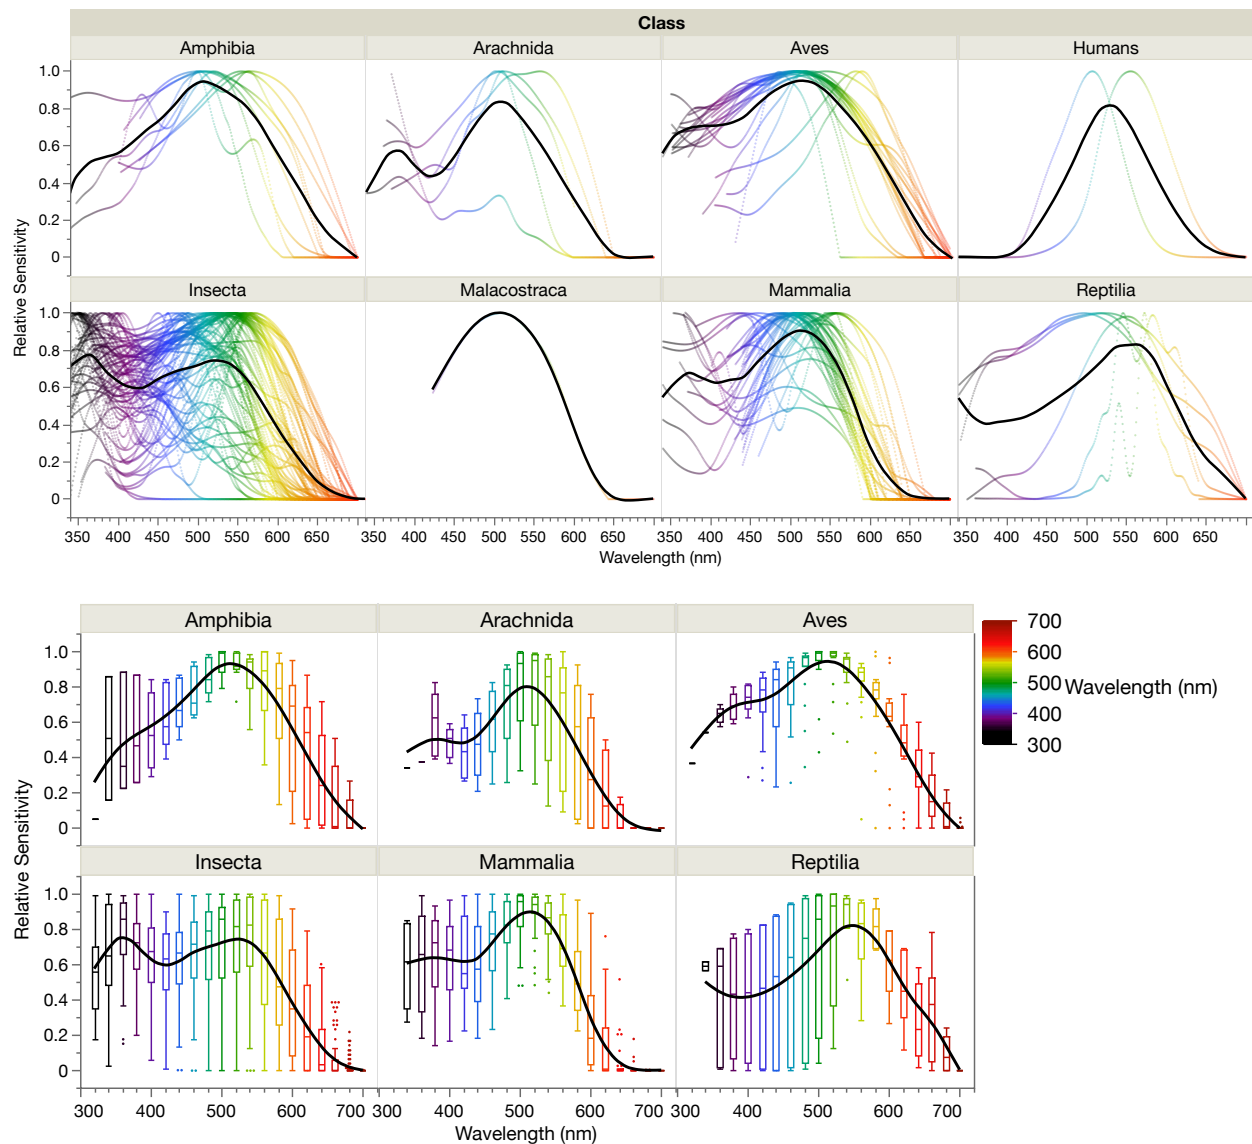 Class
Amphibia Arachnida Aves Humans
1.0
0.8
0.6
0.4
0.2
0
Insecta Malacostraca Mammalia Reptilia
1.0
0.8
0.6
0.4
0.2
0
Relative Sensitivity
350 400 450 500 550 600 650 350 400 450 500 550 600 650 350 400 450 500 550 600 650 350 400 450 500 550 600 650
Wavelength (nm)
Amphibia Arachnida Aves
1.0
0.8
0.6
0.4
0.2
0
700
600
500
400
300
Wavelength (nm)
Insecta Mammalia Reptilia
1.0
0.8
0.6
0.4
0.2
0
Relative Sensitivity
300 400 500 600 700 300 400 500 600 700 300 400 500 600 700
Wavelength (nm)